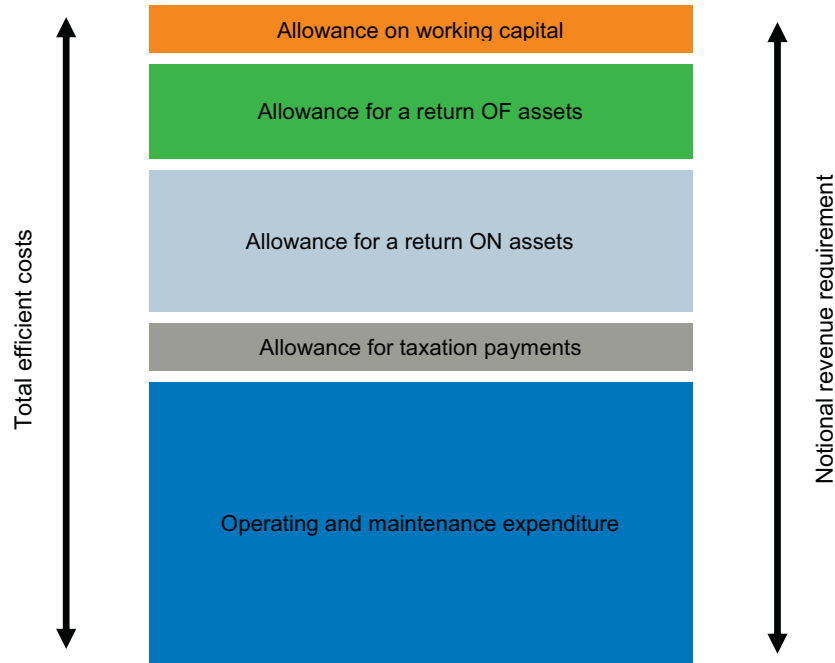 Allowance on working capital
Allowance for a return OF assets
Allowance for a return ON assets
Allowance for taxation payments
Operating and maintenance expenditure
Total efficient costs
Notional revenue requirement